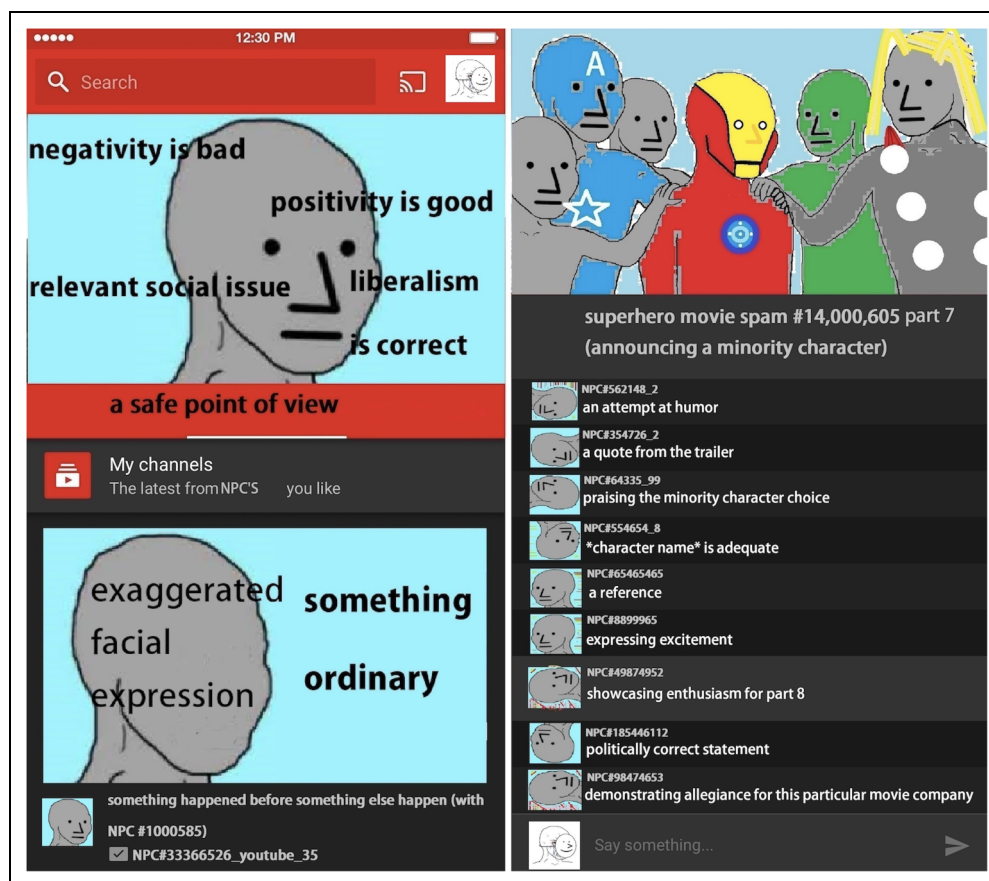 12:30 PM
Search
negativity is bad
positivity is good
relevant social issue
liberalism
is correct
a safe point of view
My channels
The latest from NPC'S you like
exaggerated
facial
expression
something
ordinary
something happened before something else happen (with
NPC #1000585)
NPC#33366526_youtube_35
A
superhero movie spam #14,000,605 part 7
(announcing a minority character)
NPC#562148_2
an attempt at humor
NPC#354726_2
a quote from the trailer
NPC#64335_99
praising the minority character choice
NPC#554654_8
*character name* is adequate
NPC#65465465
a reference
NPC#8899965
expressing excitement
NPC#49874952
showcasing enthusiasm for part 8
NPC#185446112
politically correct statement
NPC#98474653
demonstrating allegiance for this particular movie company
Say something...